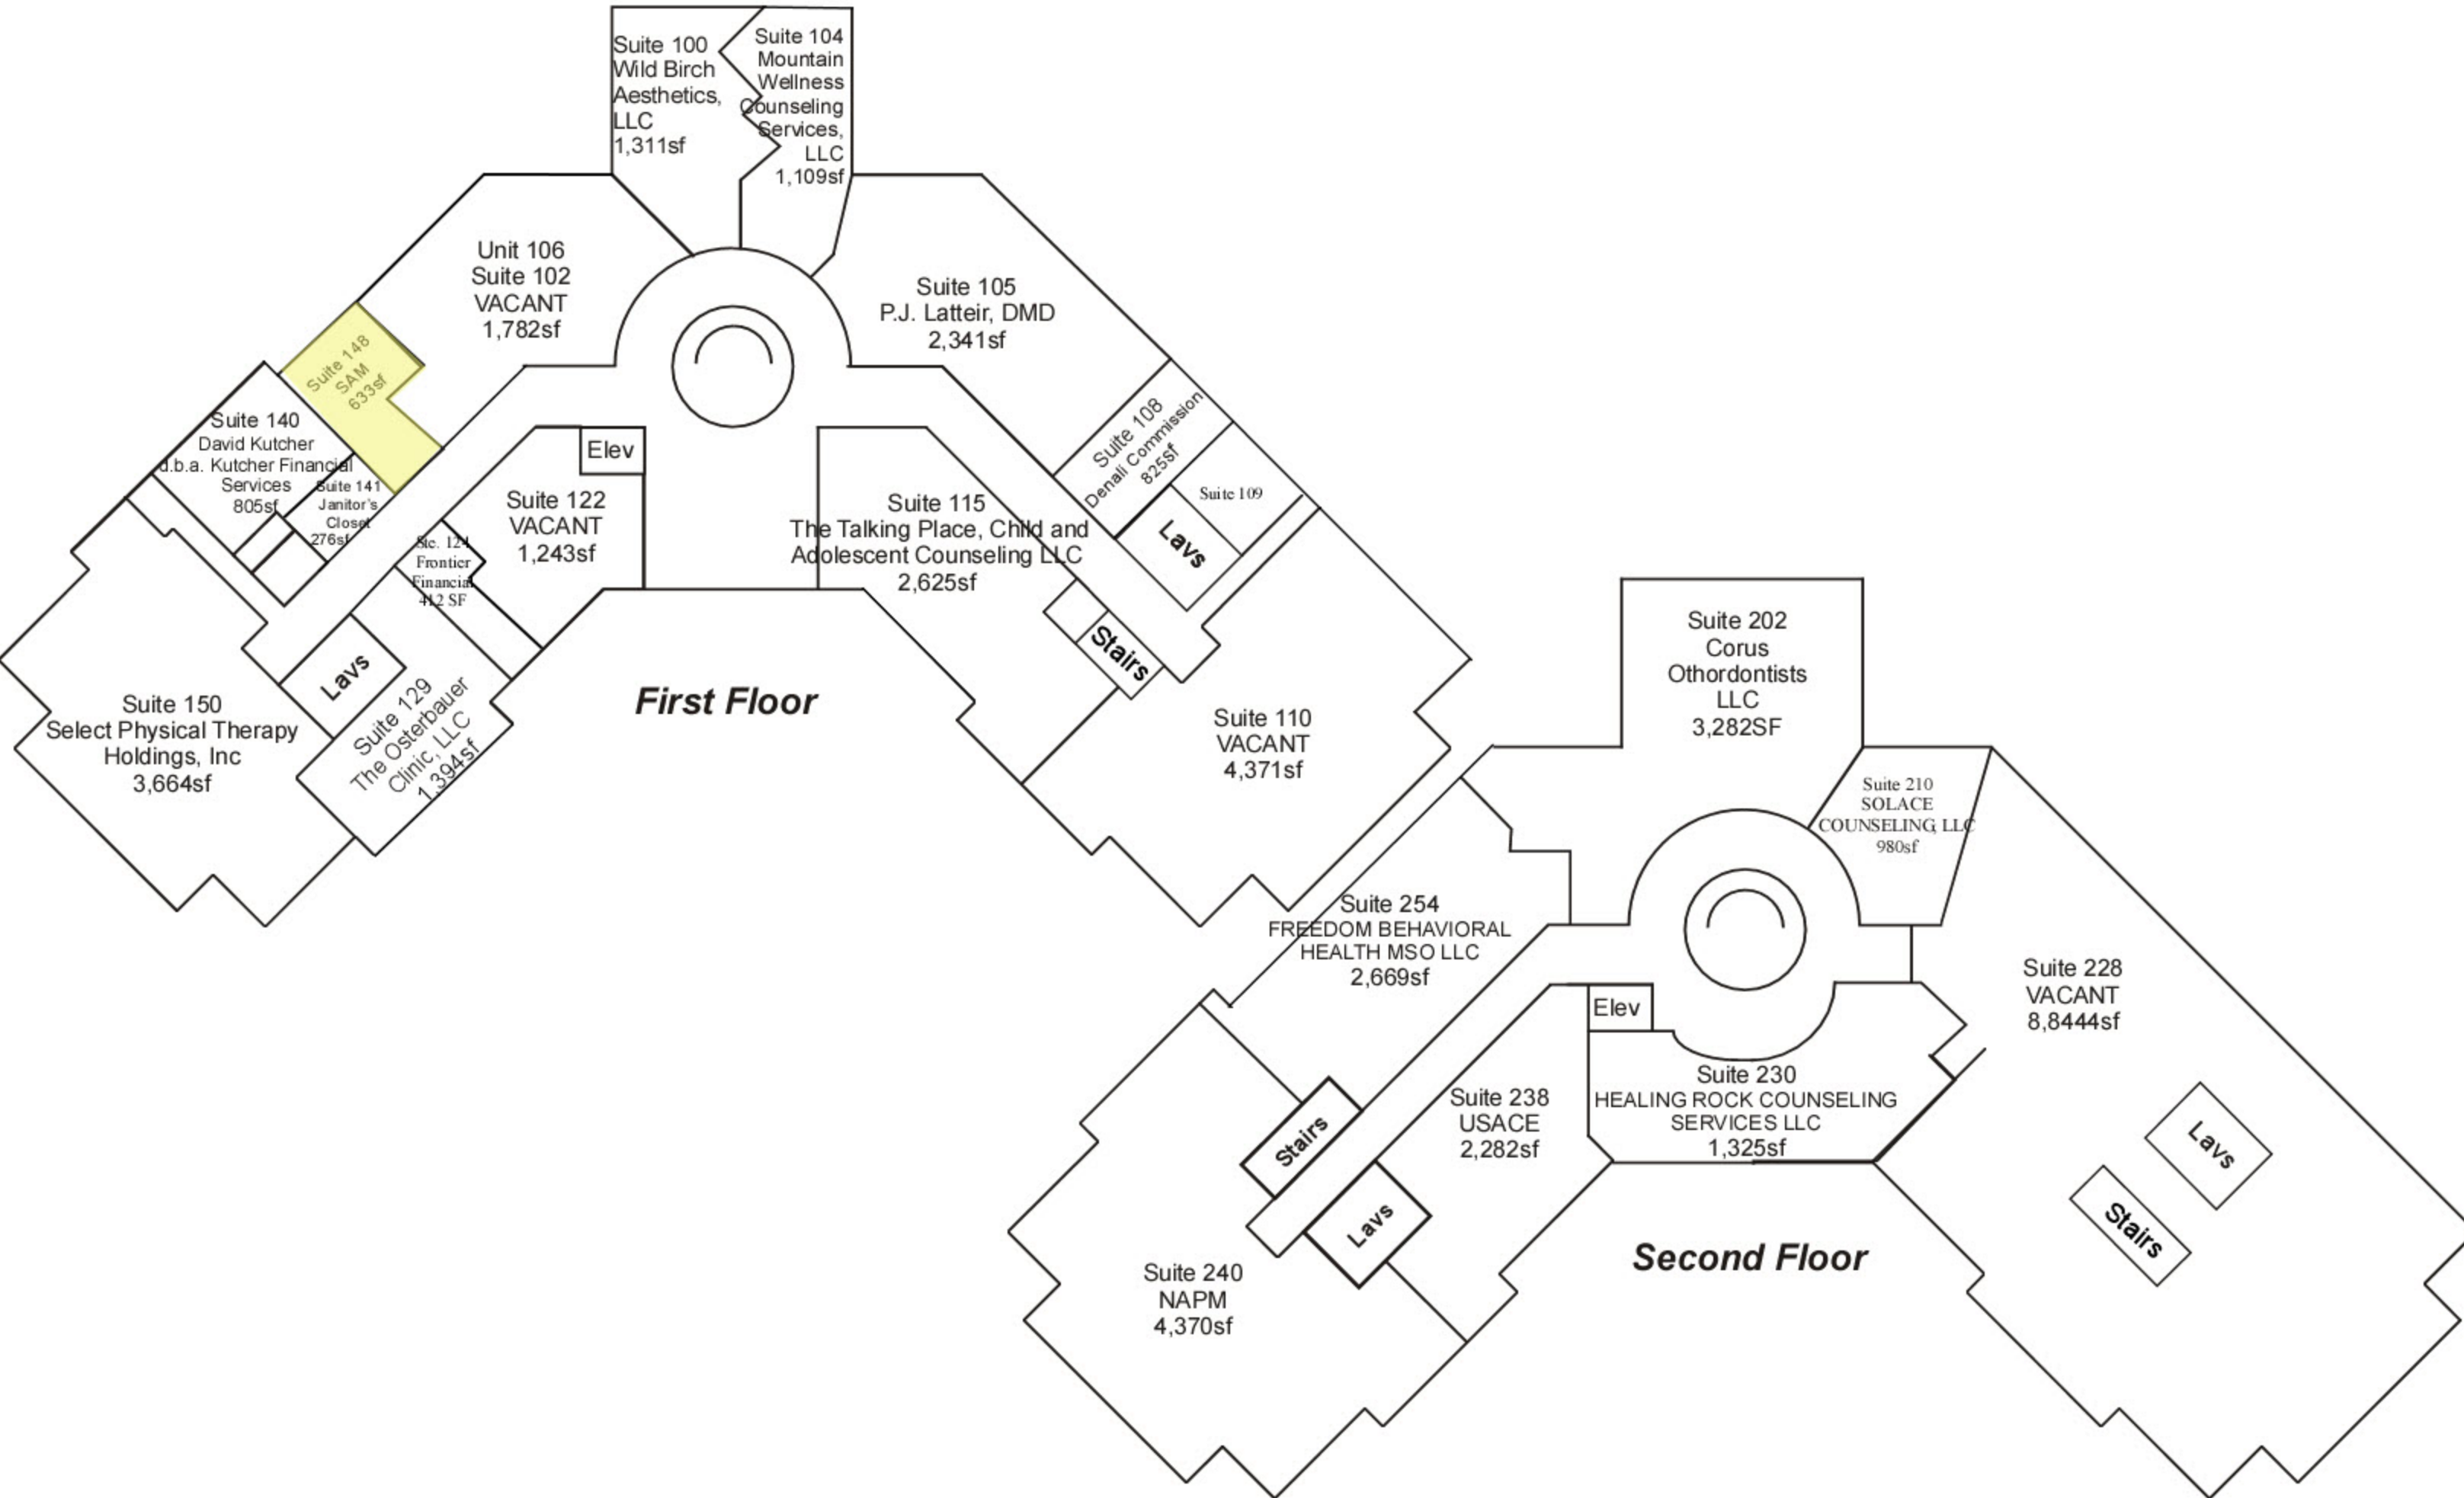 Suite 100
Wild Birch
Aesthetics,
LLC
1,311sf
Suite 104
Mountain
Wellness
Counseling
Services,
LLC
1,109sf
Unit 106
Suite 102
VACANT
1,782sf
Suite 105
P.J. Latteir, DMD
2,341sf
Suite 148
SAM
633sf
Suite 140
David Kutcher
d.b.a. Kutcher Financial
Services
805sf
Suite 141
Janitor's
Closet
276sf
Elev
Suite 122
VACANT
1,243sf
Ste. 124
Frontier
Financial
412 SF
Suite 115
The Talking Place, Child and
Adolescent Counseling LLC
2,625sf
Suite 108
Denali Commission
825sf
Suite 109
Lavs
Stairs
Lavs
Suite 129
The Osterbauer
Clinic, LLC
1,394sf
Suite 150
Select Physical Therapy
Holdings, Inc
3,664sf
First Floor
Suite 110
VACANT
4,371sf
Suite 202
Corus
Othordontists
LLC
3,282SF
Suite 210
SOLACE
COUNSELING, LLC
980sf
Suite 254
FREEDOM BEHAVIORAL
HEALTH MSO LLC
2,669sf
Suite 228
VACANT
8,8444sf
Elev
Suite 230
HEALING ROCK COUNSELING
SERVICES LLC
1,325sf
Suite 238
USACE
2,282sf
Stairs
Lavs
Lavs
Stairs
Suite 240
NAPM
4,370sf
Second Floor